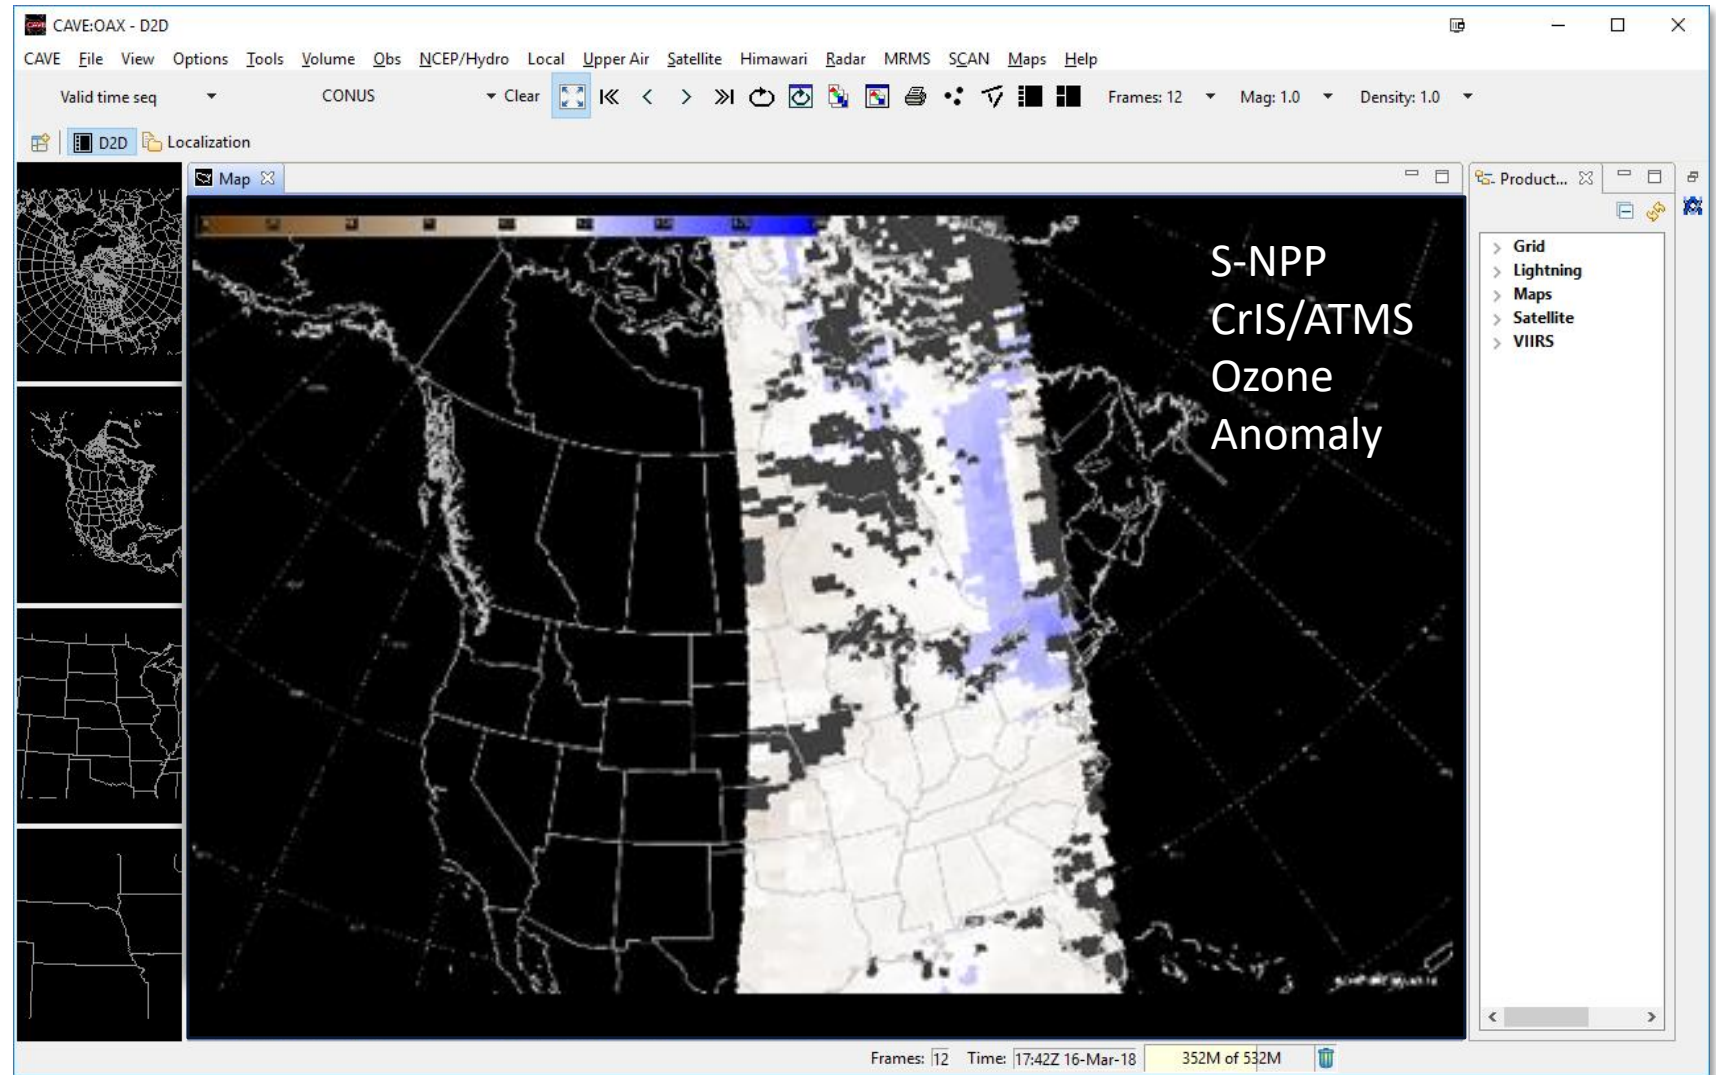 CAVE:OAX - D2D
CAVE File View Options Tools Volume Obs NCEP/Hydro Local Upper Air Satellite Himawari Radar MRMS SCAN Maps Help
Valid time seq CONUS Clear Frames: 12 Mag: 1.0 Density: 1.0
D2D Localization
Map
Product...
S-NPP
CrIS/ATMS
Ozone
Anomaly
Grid
Lightning
Maps
Satellite
VIIRS
Frames: 12 Time: 17:42Z 16-Mar-18 352M of 532M